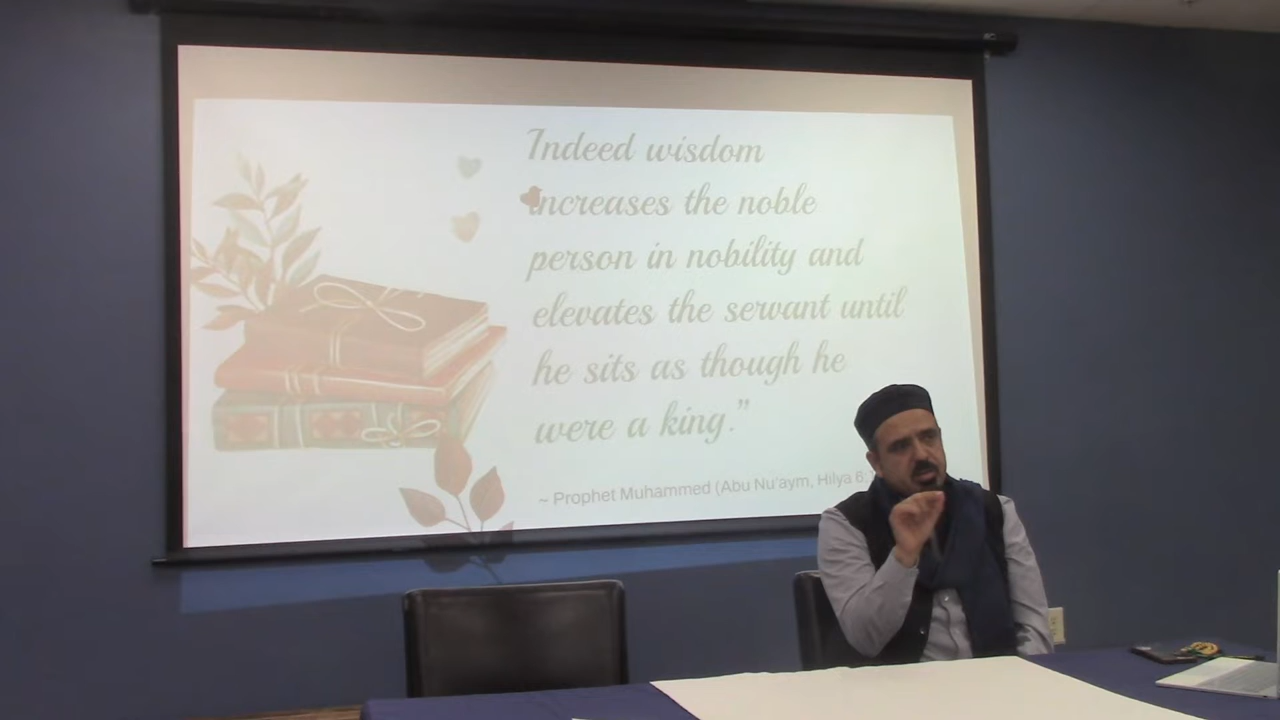 Indeed wisdom
increases the noble
person in nobility and
elevates the servant until
he sits as though he
were a king.”
~ Prophet Muhammed (Abu Nu'aym, Hilya 6: